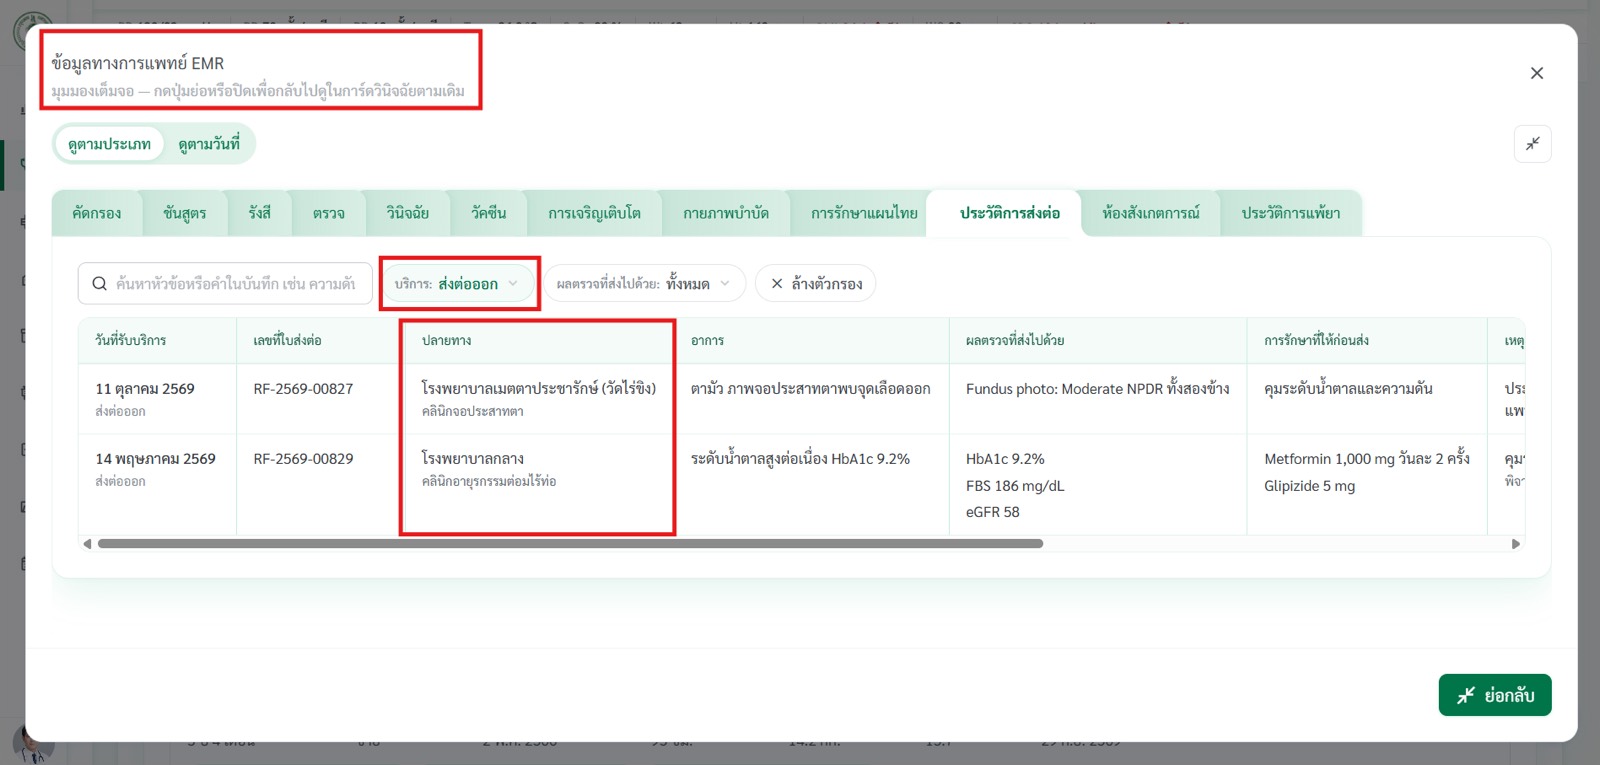 ข้อมูลทางการแพทย์ EMR
มุมมองเต็มจอ — กดปุ่มย่อหรือปิดเพื่อกลับไปดูในการ์ดวินิจฉัยตามเดิม
ดูตามประเภท ดูตามวันที่
คัดกรอง ชันสูตร รังสี ตรวจ วินิจฉัย วัคซีน การเจริญเติบโต กายภาพบำบัด การรักษาแผนไทย ประวัติการส่งต่อ ห้องสังเกตการณ์ ประวัติการแพ้ยา
ค้นหาหัวข้อหรือคำในบันทึก เช่น ความดัน บริการ: ส่งต่อออก ผลตรวจที่ส่งไปด้วย: ทั้งหมด ล้างตัวกรอง
วันที่รับบริการ เลขที่ใบส่งต่อ ปลายทาง อาการ ผลตรวจที่ส่งไปด้วย การรักษาที่ให้ก่อนส่ง เหตุ
11 ตุลาคม 2569 RF-2569-00827 โรงพยาบาลเมตตาประชารักษ์ (วัดไร่ขิง) ตามัว ภาพจอประสาทตาพบจุดเลือดออก Fundus photo: Moderate NPDR ทั้งสองข้าง คุมระดับน้ำตาลและความดัน
ส่งต่อออก คลินิกจอประสาทตา
14 พฤษภาคม 2569 RF-2569-00829 โรงพยาบาลกลาง ระดับน้ำตาลสูงต่อเนื่อง HbA1c 9.2% HbA1c 9.2% Metformin 1,000 mg วันละ 2 ครั้ง
ส่งต่อออก คลินิกอายุรกรรมต่อมไร้ท่อ FBS 186 mg/dL Glipizide 5 mg
eGFR 58
ย่อกลับ